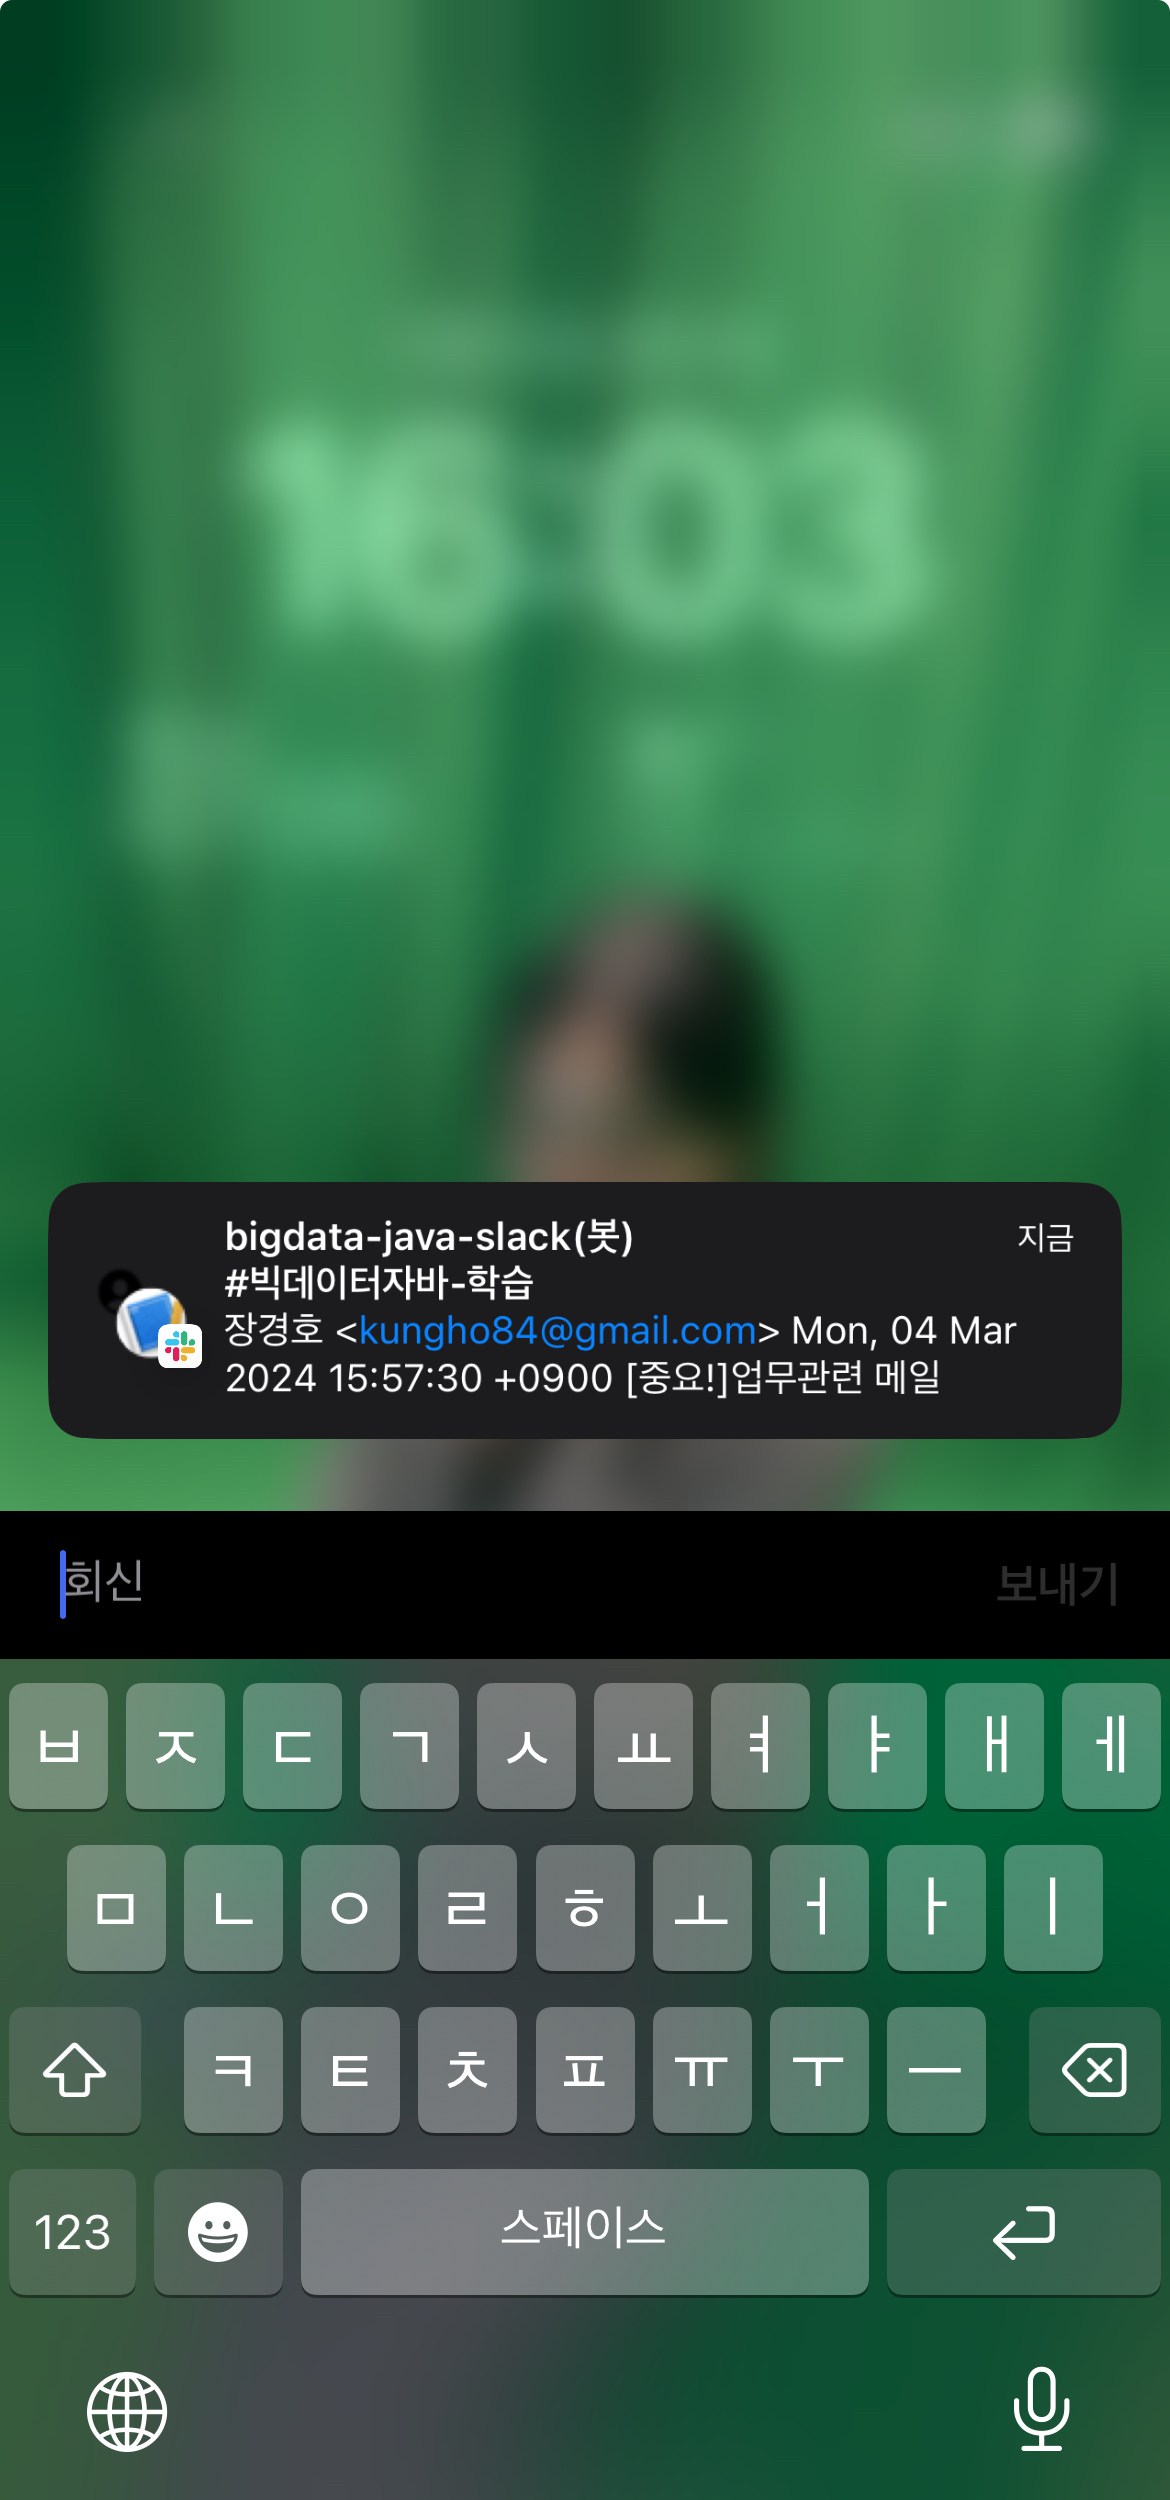 16:03
bigdata-java-slack(봇)
지금
#빅데이터자바-학습
장경호 <kungho84@gmail.com> Mon, 04 Mar
2024 15:57:30 +0900 [중요!]업무관련 메일
회신
보내기
ㅂ ㅈ ㄷ ㄱ ㅅ ㅛ ㅕ ㅑ ㅐ ㅔ
ㅁ ㄴ ㅇ ㄹ ㅎ ㅗ ㅓ ㅏ ㅣ
ㅋ ㅌ ㅊ ㅍ ㅠ ㅜ ㅡ
123
스페이스